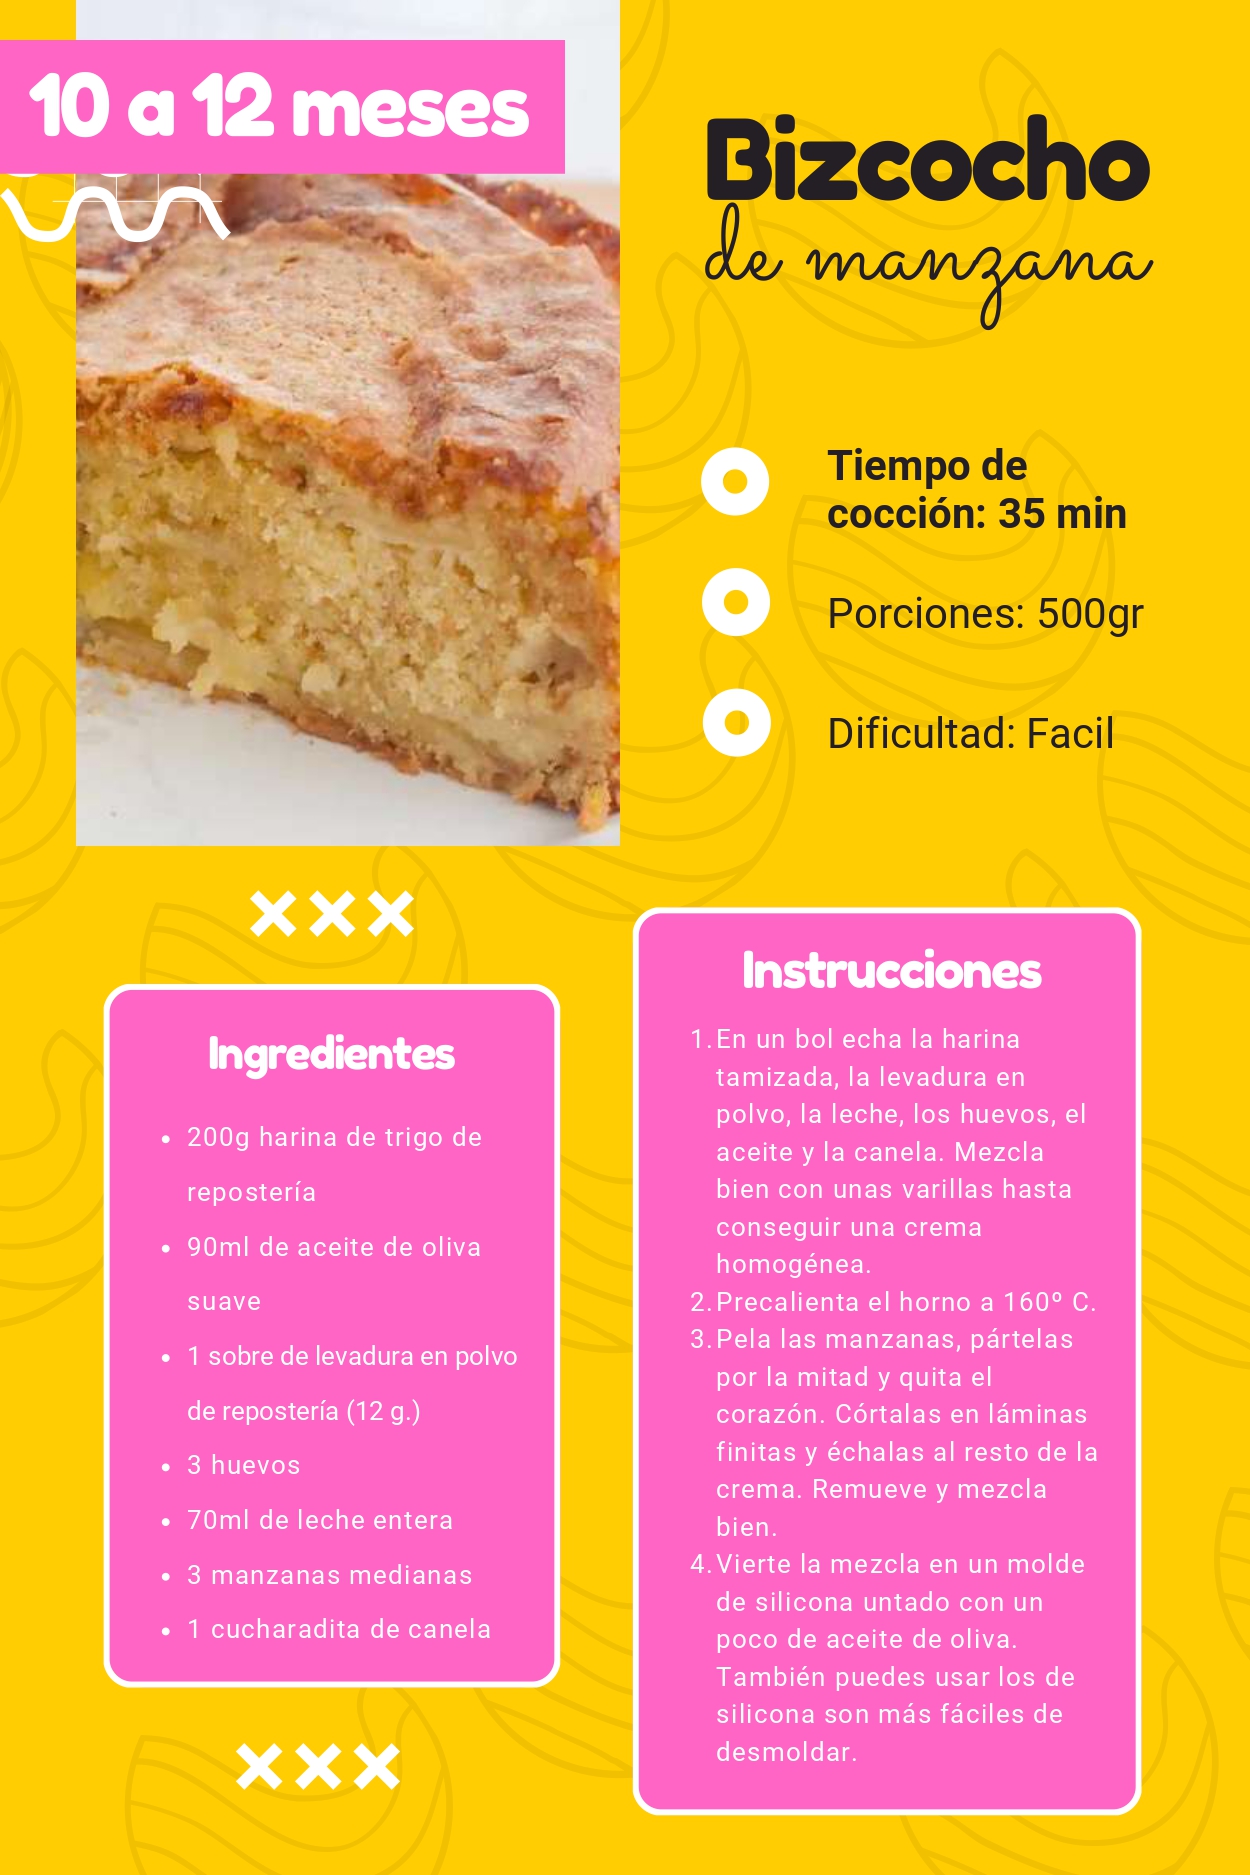 10 a 12 meses
Bizcocho
de manzana
Tiempo de
cocción: 35 min
Porciones: 500gr
Dificultad: Facil
Ingredientes
• 200g harina de trigo de
repostería
• 90ml de aceite de oliva
suave
• 1 sobre de levadura en polvo
de repostería (12 g.)
• 3 huevos
• 70ml de leche entera
• 3 manzanas medianas
• 1 cucharadita de canela
Instrucciones
1. En un bol echa la harina
tamizada, la levadura en
polvo, la leche, los huevos, el
aceite y la canela. Mezcla
bien con unas varillas hasta
conseguir una crema
homogénea.
2. Precalienta el horno a 160º C.
3. Pela las manzanas, pártelas
por la mitad y quita el
corazón. Córtalas en láminas
finitas y échalas al resto de la
crema. Remueve y mezcla
bien.
4. Vierte la mezcla en un molde
de silicona untado con un
poco de aceite de oliva.
También puedes usar los de
silicona son más fáciles de
desmoldar.